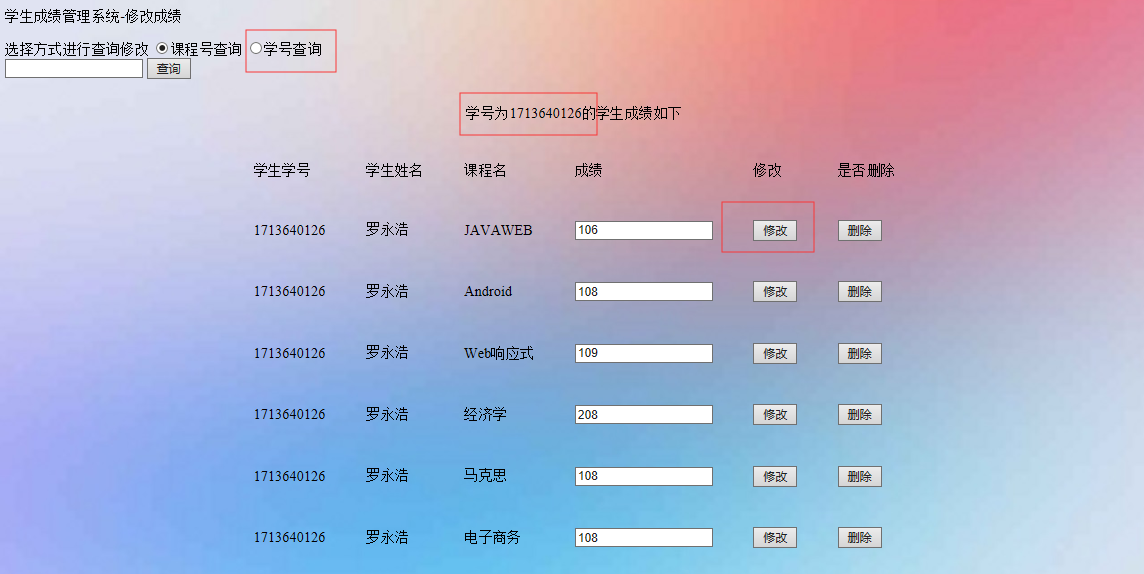 学生成绩管理系统-修改成绩
选择方式进行查询修改 课程号查询 学号查询
查询
学号为1713640126的学生成绩如下
学生学号 学生姓名 课程名 成绩 修改 是否删除
1713640126 罗永浩 JAVAWEB 106 修改 删除
1713640126 罗永浩 Android 108 修改 删除
1713640126 罗永浩 Web响应式 109 修改 删除
1713640126 罗永浩 经济学 208 修改 删除
1713640126 罗永浩 马克思 108 修改 删除
1713640126 罗永浩 电子商务 108 修改 删除